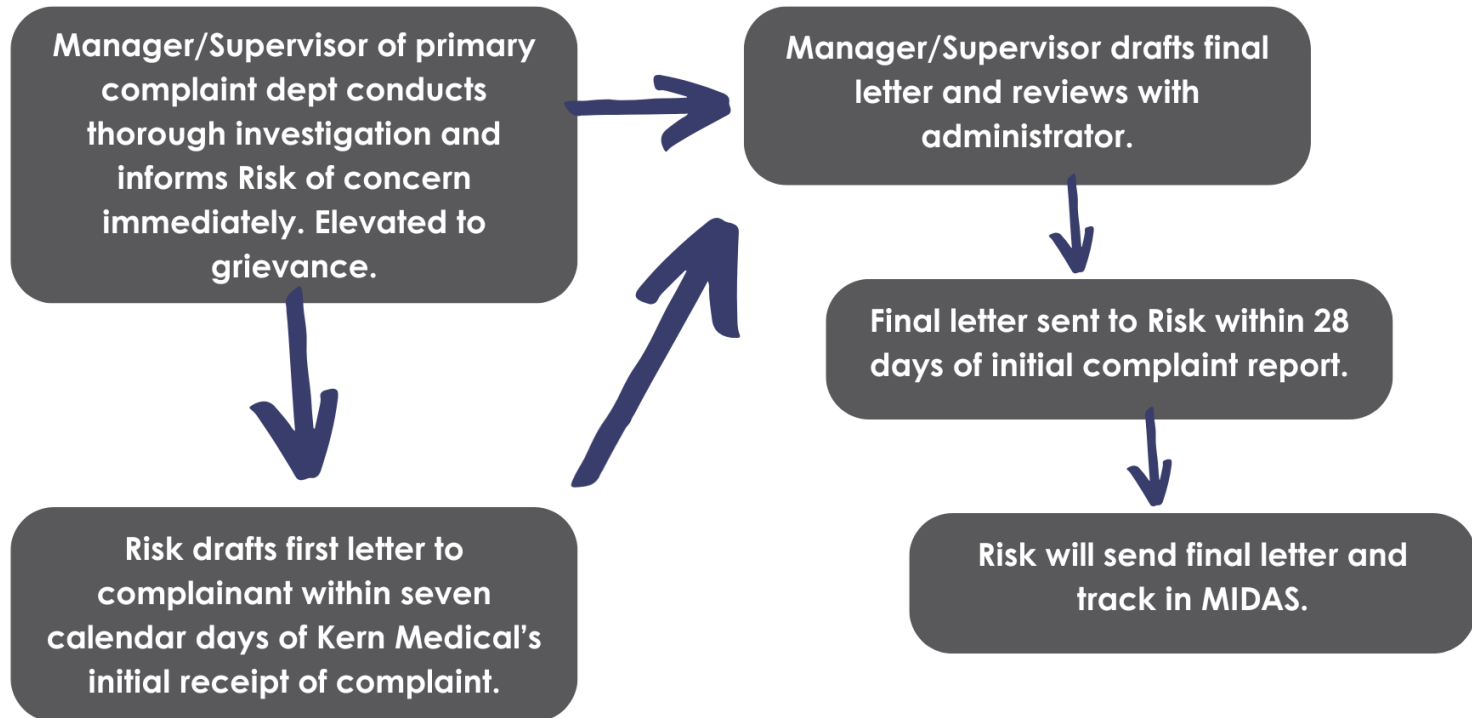 Manager/Supervisor of primary
complaint dept conducts
thorough investigation and
informs Risk of concern
immediately. Elevated to
grievance.
Risk drafts first letter to
complainant within seven
calendar days of Kern Medical’s
initial receipt of complaint.
Manager/Supervisor drafts final
letter and reviews with
administrator.
Final letter sent to Risk within 28
days of initial complaint report.
Risk will send final letter and
track in MIDAS.